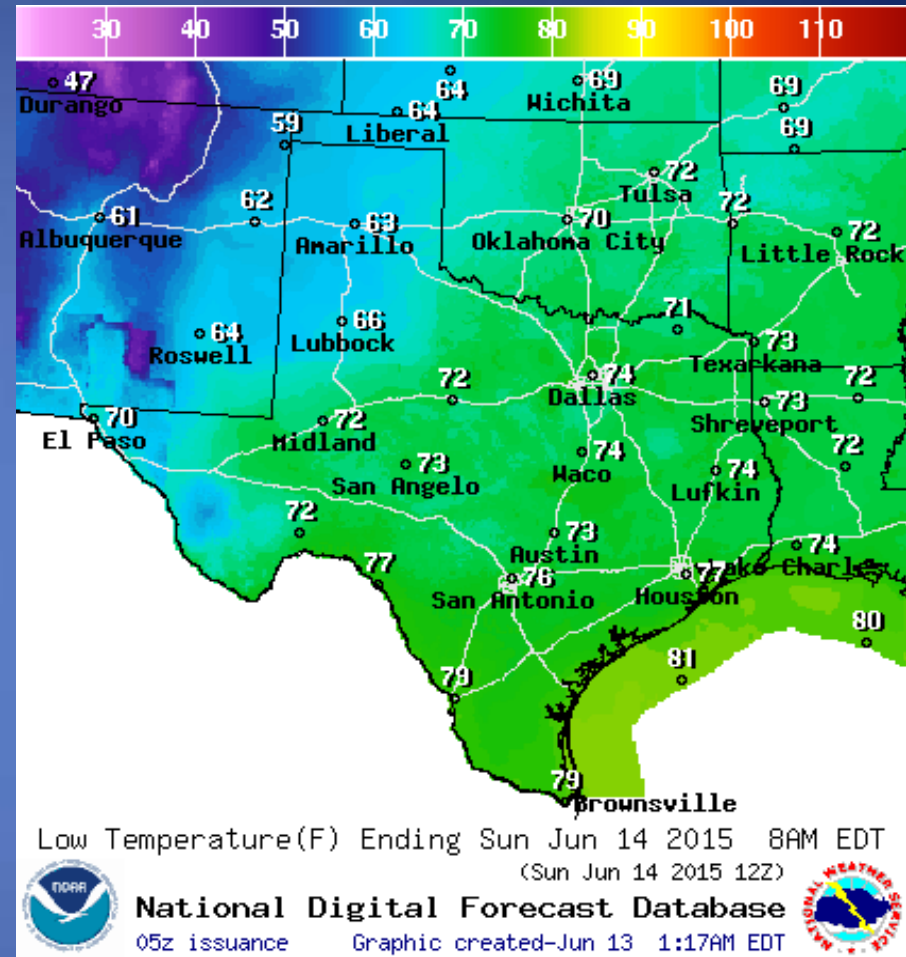 30 40 50 60 70 80 90 100 110
47
Durango
64
64
Liberal
69
Wichita
69
69
59
72
Tulsa
61
Albuquerque
62
63
Amarillo
70
Oklahoma City
72
72
Little Rock
64
Roswell
66
Lubbock
71
73
Texarkana
74
Dallas
72
73
Shreveport
72
70
El Paso
72
Midland
73
San Angelo
74
Waco
74
Lufkin
72
72
73
Austin
74
Lake Charles
77
76
San Antonio
77
Houston
80
81
79
79
Brownsville
Low Temperature(F) Ending Sun Jun 14 2015 8AM EDT
(Sun Jun 14 2015 12Z)
NOAA
National Digital Forecast Database
05z issuance Graphic created-Jun 13 1:17AM EDT
NATIONAL WEATHER SERVICE